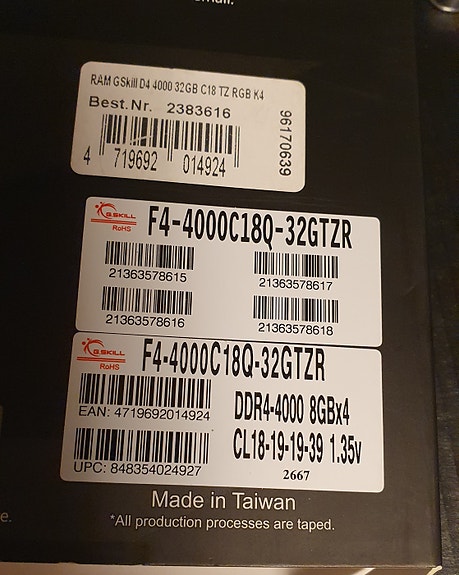 RAM GSkill D4 4000 32GB C18 TZ RGB K4
Best.Nr. 2383616
96170639
4 719692 014924
G.SKILL
RoHS
F4-4000C18Q-32GTZR
21363578615
21363578617
21363578616
21363578618
G.SKILL
RoHS
F4-4000C18Q-32GTZR
EAN: 4719692014924
DDR4-4000 8GBx4
CL18-19-19-39 1.35v
UPC: 848354024927
2667
Made in Taiwan
*All production processes are taped.